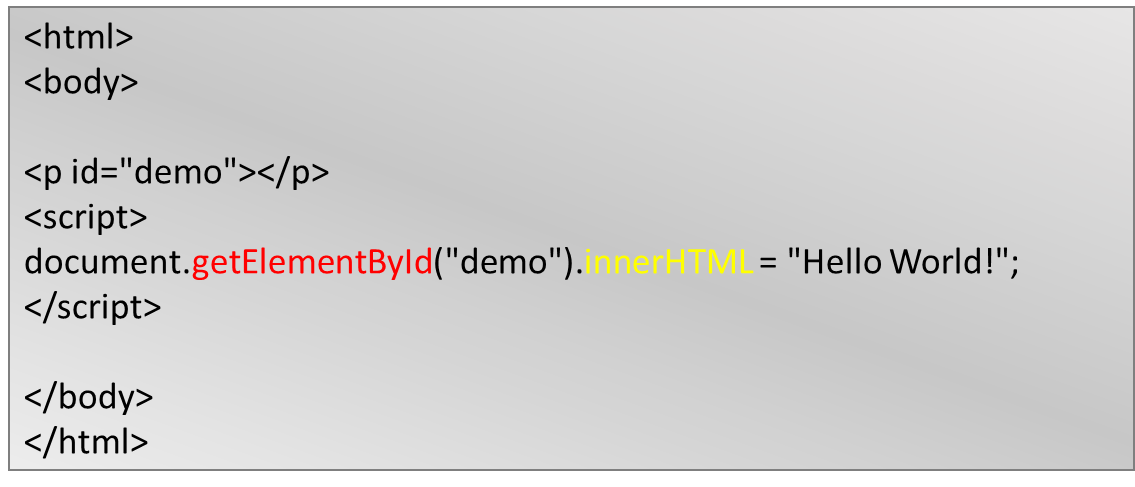 <html>
<body>
<p id="demo"></p>
<script>
document.getElementById("demo").innerHTML = "Hello World!";
</script>
</body>
</html>